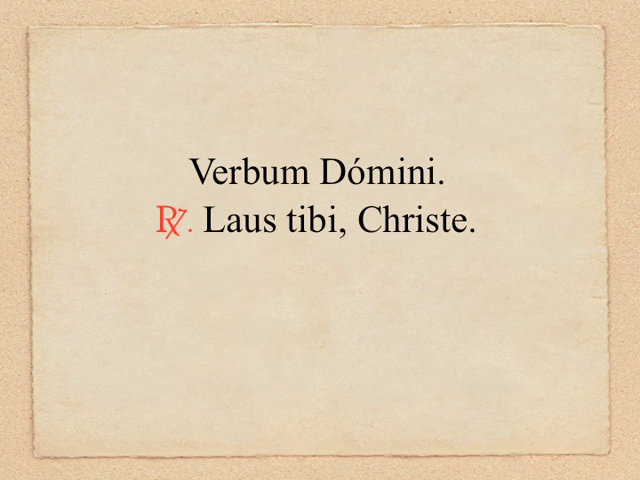 Verbum Dómini.
℟. Laus tibi, Christe.